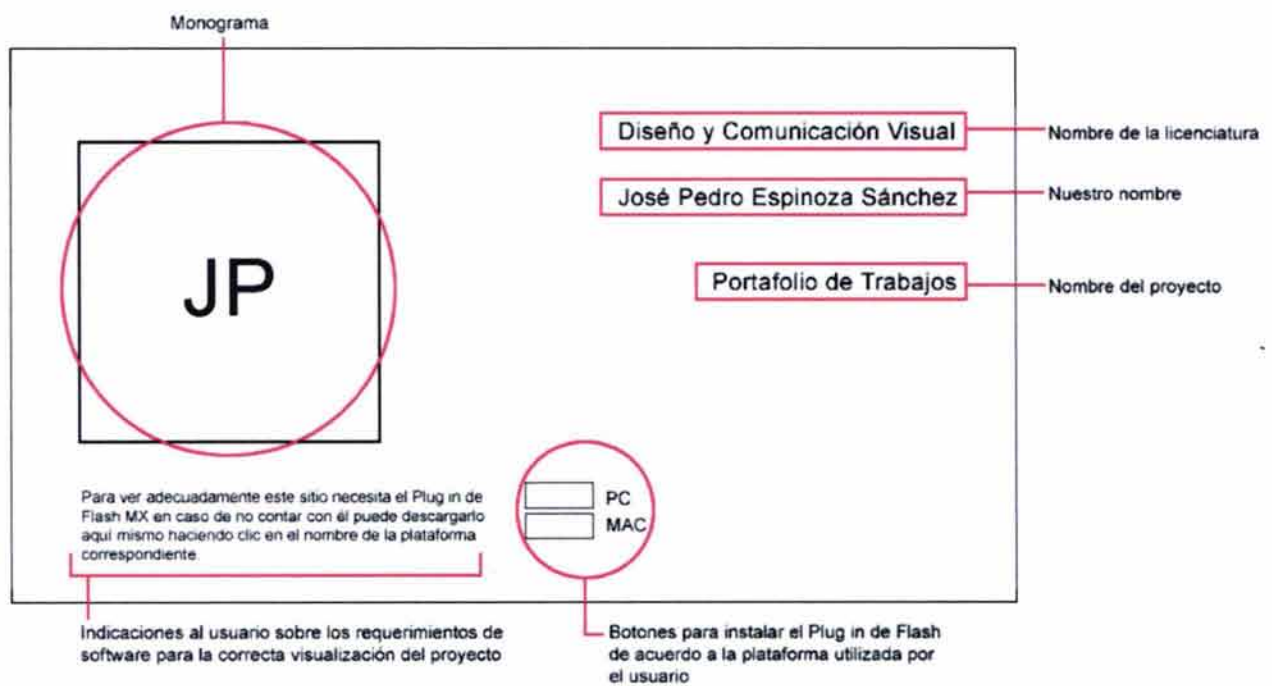 Monograma
Diseño y Comunicación Visual
Nombre de la licenciatura
José Pedro Espinoza Sánchez
Nuestro nombre
JP
Portafolio de Trabajos
Nombre del proyecto
Para ver adecuadamente este sitio necesita el Plug in de
Flash MX en caso de no contar con él puede descargarlo
aquí mismo haciendo clic en el nombre de la plataforma
correspondiente.
PC
MAC
Indicaciones al usuario sobre los requerimientos de
software para la correcta visualización del proyecto
Botones para instalar el Plug in de Flash
de acuerdo a la plataforma utilizada por
el usuario